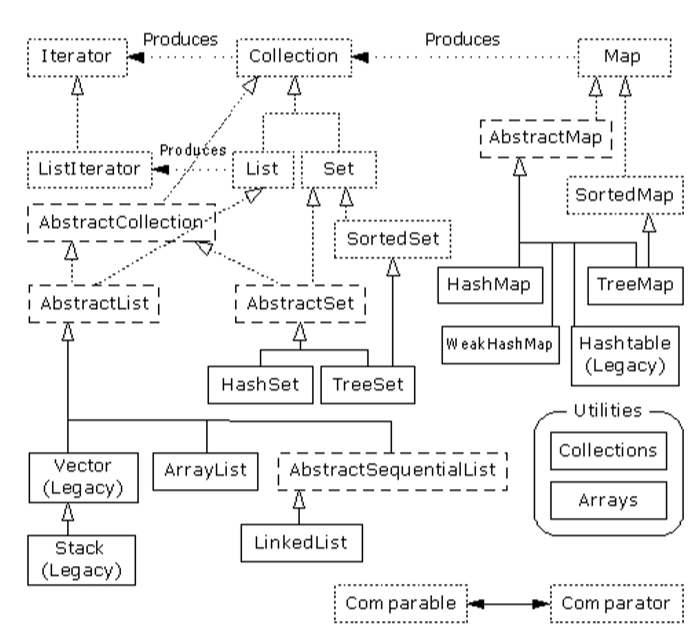 Produces
Produces
Iterator
Collection
Map
AbstractMap
Produces
ListIterator
List
Set
SortedMap
AbstractCollection
SortedSet
HashMap
TreeMap
AbstractList
AbstractSet
WeakHashMap
Hashtable
(Legacy)
HashSet
TreeSet
Utilities
Collections
Vector
(Legacy)
ArrayList
AbstractSequentialList
Arrays
Stack
(Legacy)
LinkedList
Comparable
Comparator